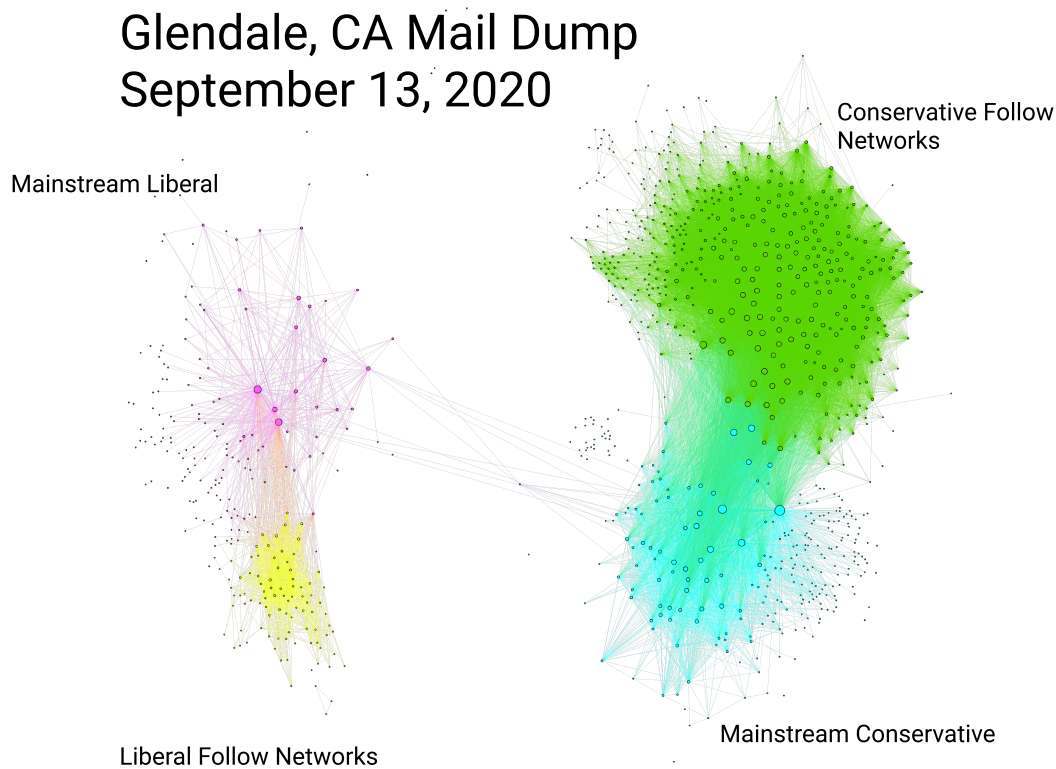 Glendale, CA Mail Dump
September 13, 2020
Conservative Follow
Networks
Mainstream Liberal
Mainstream Conservative
Liberal Follow Networks